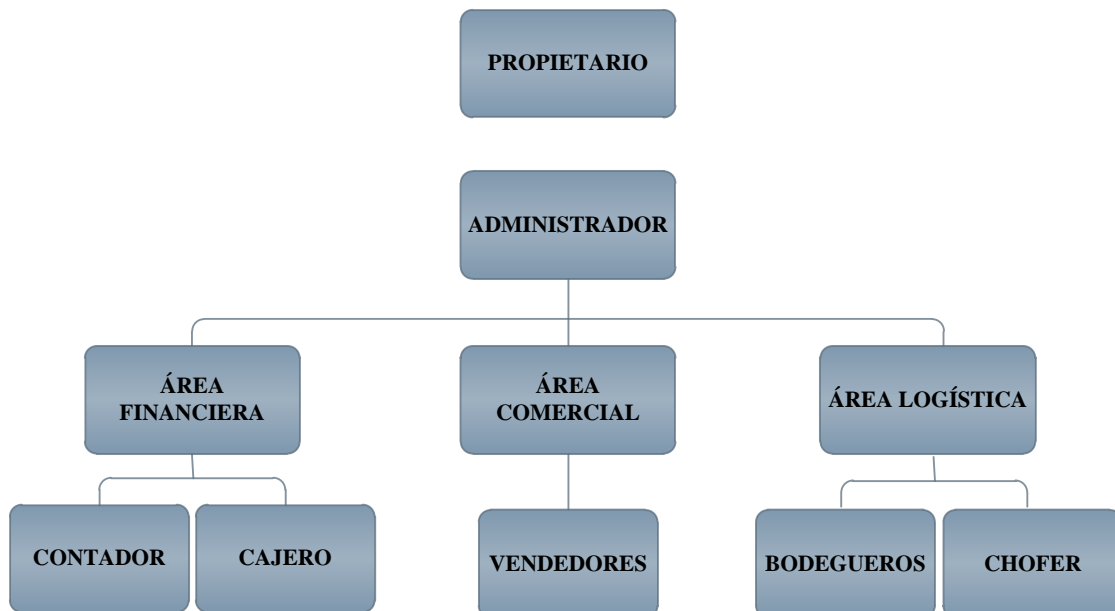 PROPIETARIO
ADMINISTRADOR
ÁREA
FINANCIERA
ÁREA
COMERCIAL
ÁREA LOGÍSTICA
CONTADOR
CAJERO
VENDEDORES
BODEGUEROS
CHOFER